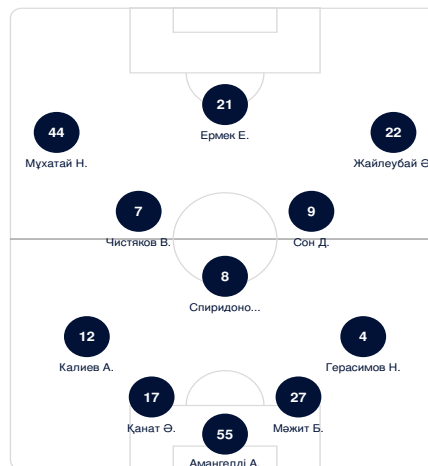 21
Ермек Е.
44
Мұхатай Н.
22
Жайлеубай Ә
7
Чистяков В.
9
Сон Д.
8
Спиридоно...
12
Калиев А.
4
Герасимов Н.
17
Қанат Ә.
27
Мәжит Б.
55
Амангелді А.